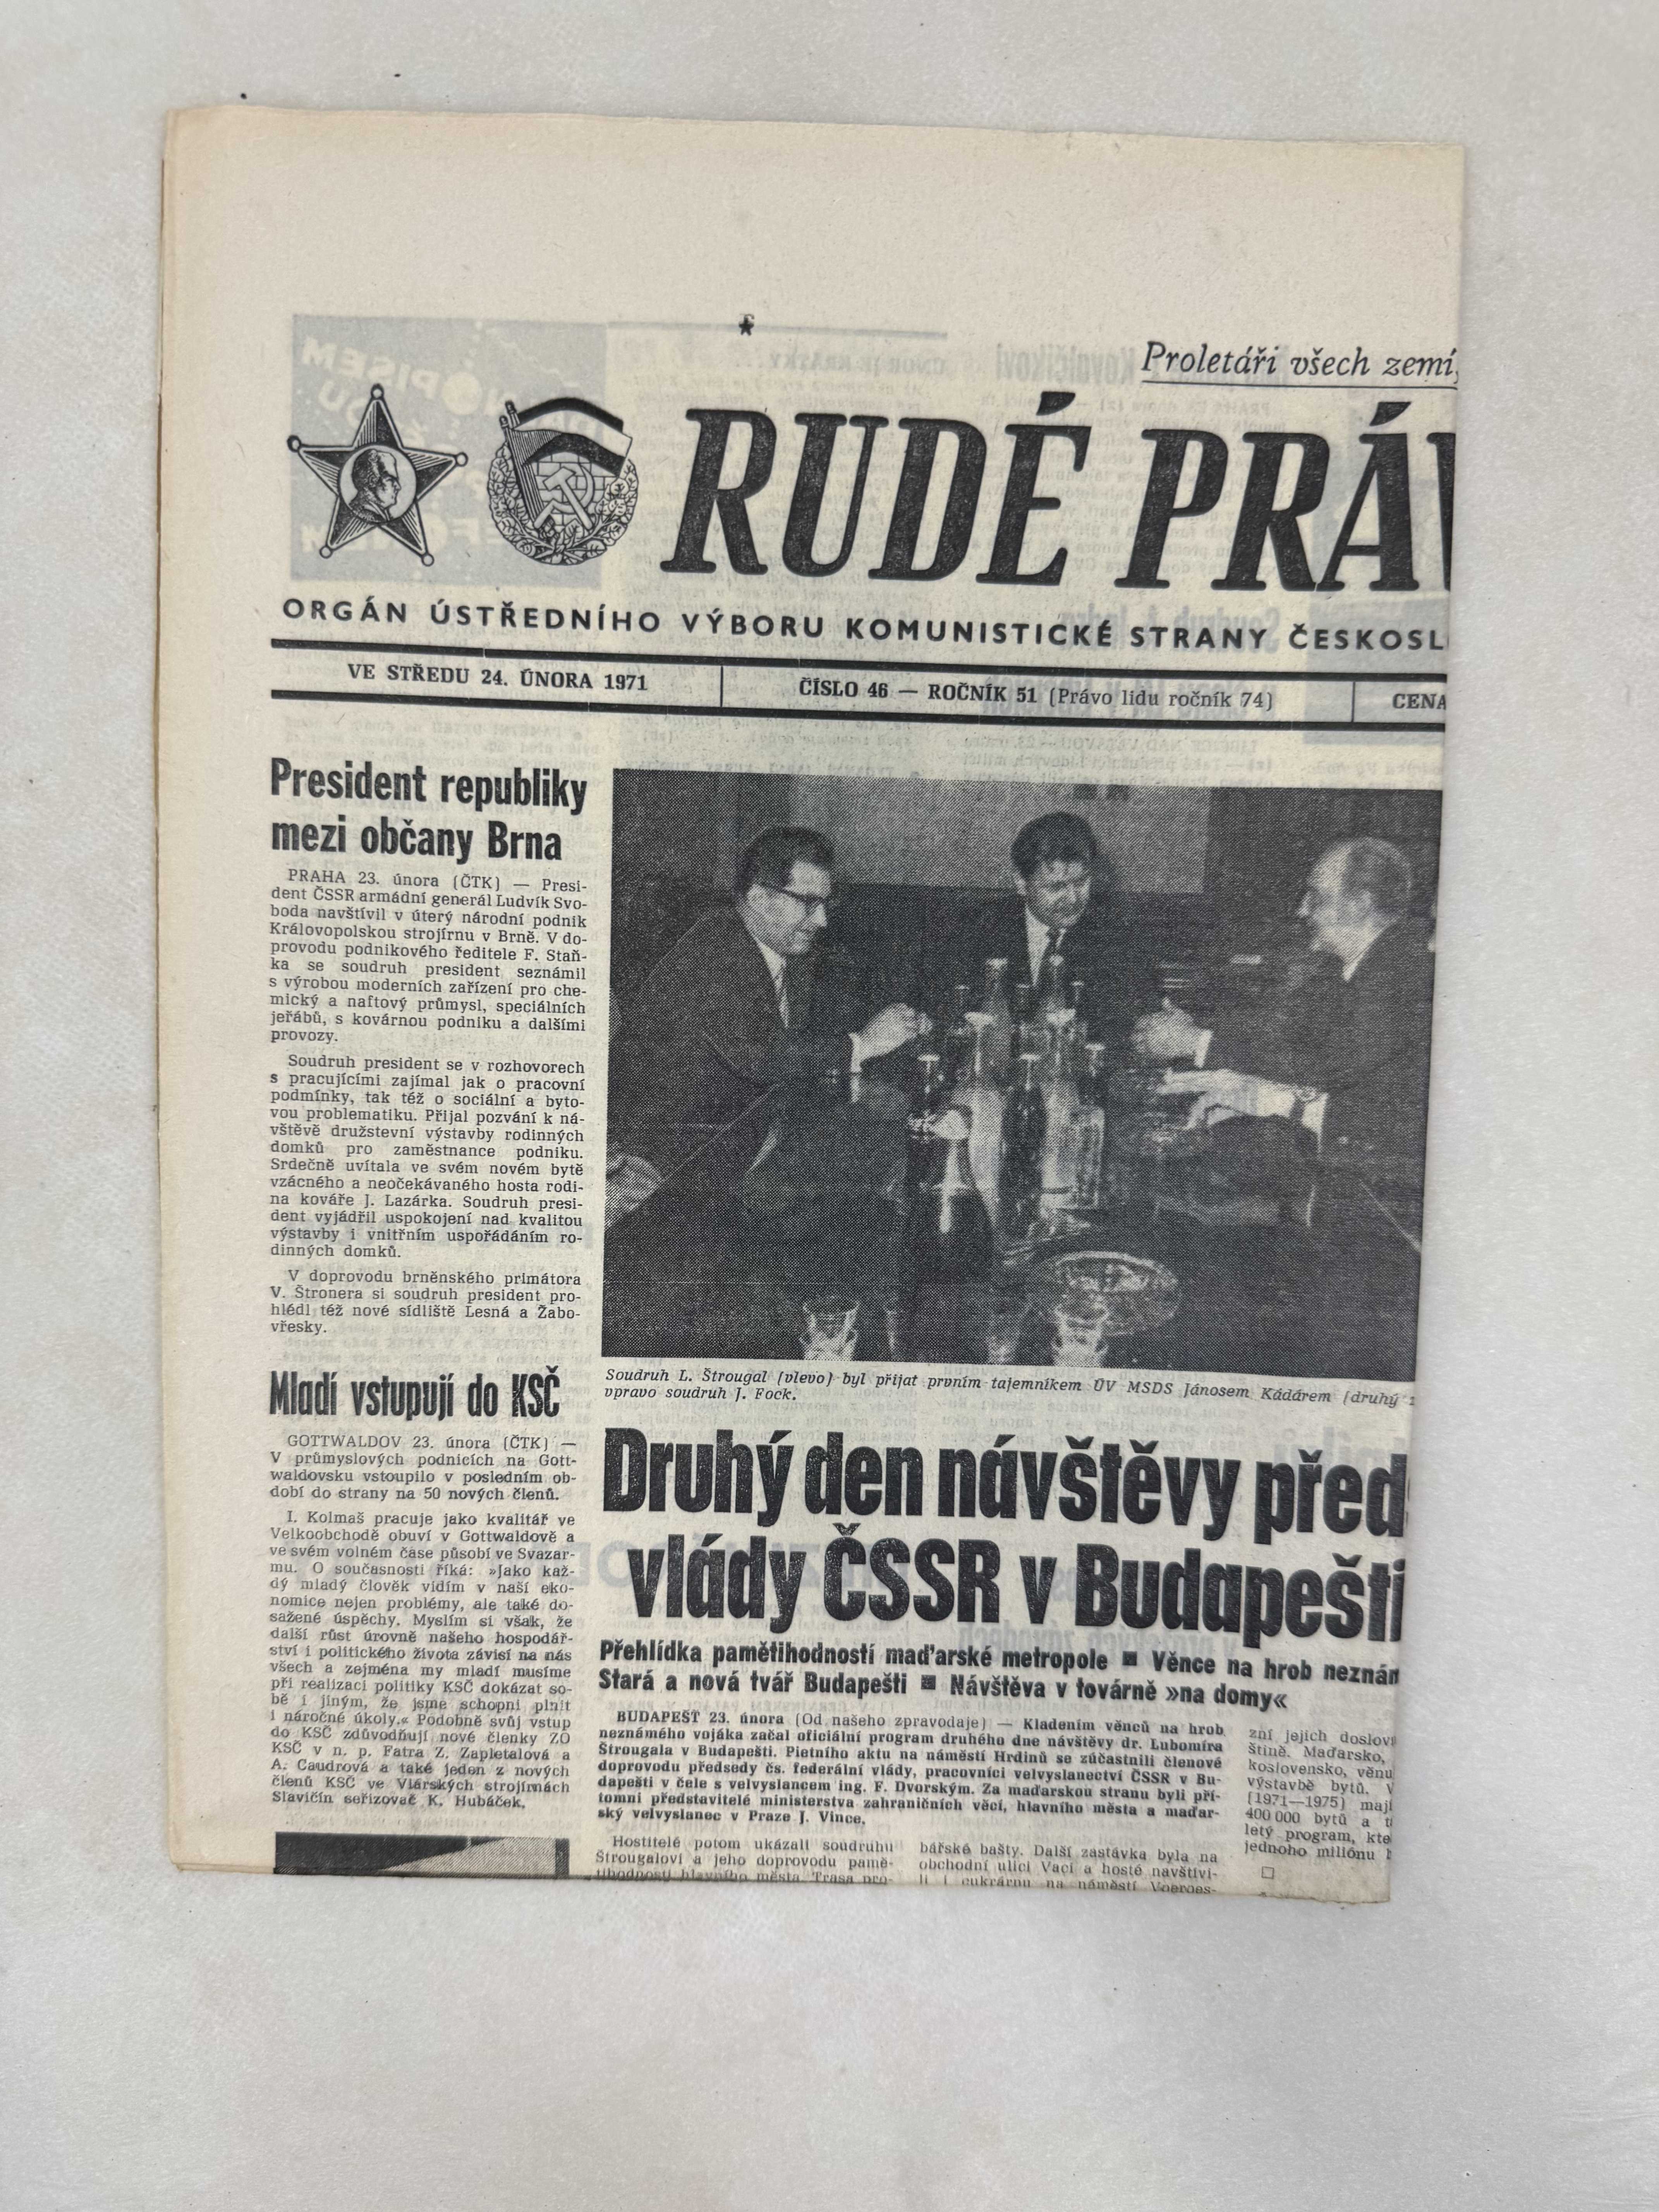 Proletáři všech zemí,
RUDÉ PRÁV
ORGÁN ÚSTŘEDNÍHO VÝBORU KOMUNISTICKÉ STRANY ČESKOSL
VE STŘEDU 24. ÚNORA 1971
ČÍSLO 46 — ROČNÍK 51 (Právo lidu ročník 74)
CENA
President republiky
mezi občany Brna
PRAHA 23. února (ČTK) — Presi-
dent ČSSR armádní generál Ludvík Svo-
boda navštívil v úterý národní podnik
Královopolskou strojírnu v Brně. V do-
provodu podnikového ředitele F. Staň-
ka se soudruh president seznámil
s výrobou moderních zařízení pro che-
mický a naftový průmysl, speciálních
jeřábů, s kovárnou podniku a dalšími
provozy.
Soudruh president se v rozhovorech
s pracujícími zajímal jak o pracovní
podmínky, tak též o sociální a byto-
vou problematiku. Přijal pozvání k ná-
vštěvě družstevní výstavby rodinných
domků pro zaměstnance podniku.
Srdečně uvítala ve svém novém bytě
vzácného a neočekávaného hosta rodi-
na kováře J. Lazárka. Soudruh presi-
dent vyjádřil uspokojení nad kvalitou
výstavby i vnitřním uspořádáním ro-
dinných domků.
V doprovodu brněnského primátora
V. Štronera si soudruh president pro-
hlédl též nové sídliště Lesná a Žabo-
vřesky.
Mladí vstupují do KSČ
GOTTWALDOV 23. února (ČTK) —
V průmyslových podnicích na Gott-
waldovsku vstoupilo v posledním ob-
dobí do strany na 50 nových členů.
I. Kolmaš pracuje jako kvalitář ve
Velkoobchodě obuví v Gottwaldově a
ve svém volném čase působí ve Svazar-
mu. O současnosti říká: »Jako kaž-
dý mladý člověk vidím v naší eko-
nomice nejen problémy, ale také do-
sažené úspěchy. Myslím si však, že
další růst úrovně našeho hospodář-
ství i politického života závisí na nás
všech a zejména my mladí musíme
při realizaci politiky KSČ dokázat so-
bě i jiným, že jsme schopni plnit
i náročné úkoly.« Podobně svůj vstup
do KSČ zdůvodňují nové členky ZO
KSČ v n. p. Fatra Z. Zapletalová a
A. Caudrová a také jeden z nových
členů KSČ ve Vlárských strojírnách
Slavičín seřizovač K. Hubáček.
Soudruh L. Štrougal (vlevo) byl přijat prvním tajemníkem ÚV MSDS Jánosem Kádárem (druhý
vpravo soudruh J. Fock.
Druhý den návštěvy před
vlády ČSSR v Budapešti
Přehlídka pamětihodností maďarské metropole ■ Věnce na hrob neznám
Stará a nová tvář Budapešti ■ Návštěva v továrně »na domy«
BUDAPEŠŤ 23. února (Od našeho zpravodaje) — Kladením věnců na hrob
neznámého vojáka začal oficiální program druhého dne návštěvy dr. Lubomíra
Štrougala v Budapešti. Pietního aktu na náměstí Hrdinů se zúčastnili členové
doprovodu předsedy čs. federální vlády, pracovníci velvyslanectví ČSSR v Bu-
dapešti v čele s velvyslancem ing. F. Dvorským. Za maďarskou stranu byli pří-
tomni představitelé ministerstva zahraničních věcí, hlavního města a maďar-
ský velvyslanec v Praze J. Vince.
Hostitelé potom ukázali soudruhu
Štrougalovi a jeho doprovodu pamě-
tihodnosti hlavního města. Trasa pro-
bářské bašty. Další zastávka byla na
obchodní ulici Vací a hosté navštívi-
li i cukrárnu na náměstí Voeroes-
zní jejich doslov
štině. Maďarsko,
koslovensko, věnu
výstavbě bytů. V
(1971—1975) mají
400 000 bytů a
letý program, kte
jednoho miliónu